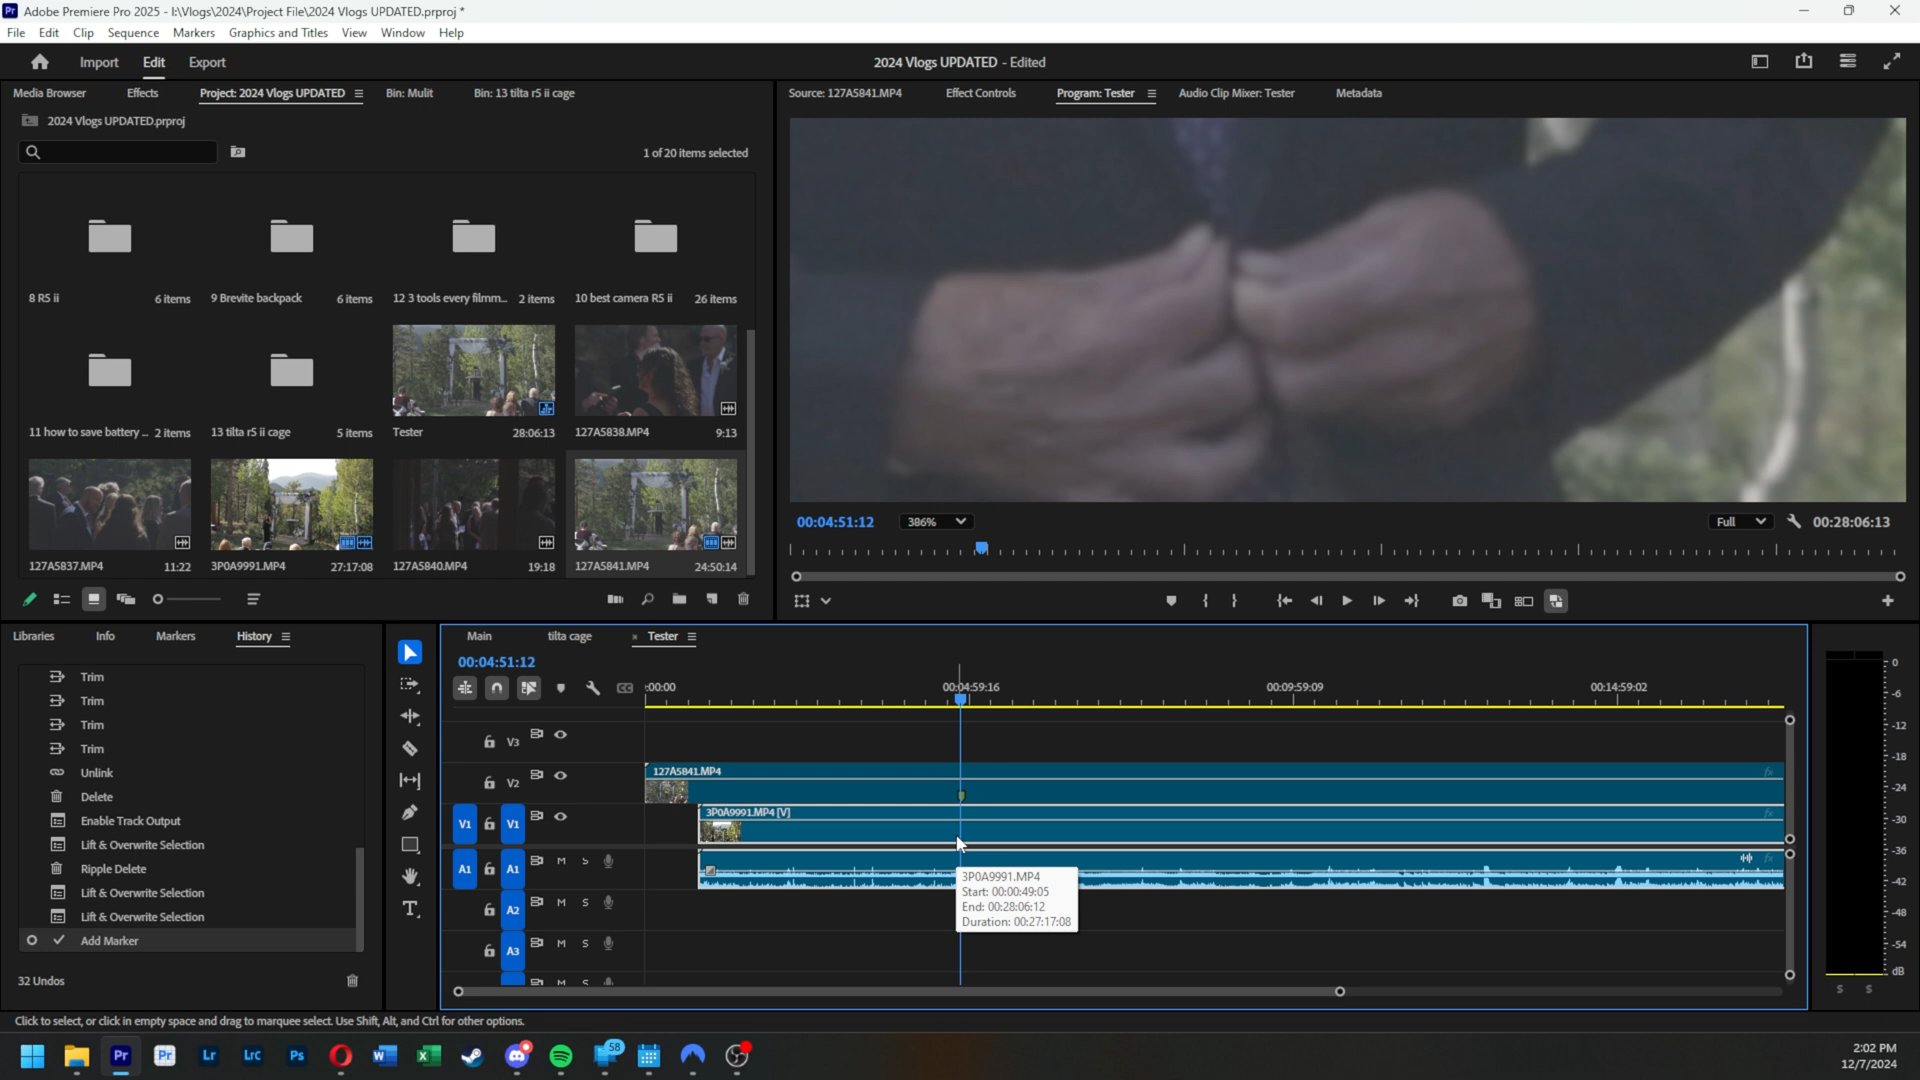 Adobe Premiere Pro 2025 - I:\Vlogs\2024\Project File\2024 Vlogs UPDATED.prproj *
File Edit Clip Sequence Markers Graphics and Titles View Window Help
Import Edit Export
2024 Vlogs UPDATED - Edited
Media Browser Effects Project: 2024 Vlogs UPDATED Bin: Mulit Bin: 13 tilta r5 ii cage
Source: 127A5841.MP4 Effect Controls Program: Tester Audio Clip Mixer: Tester Metadata
2024 Vlogs UPDATED.prproj
1 of 20 items selected
8 R5 ii 6 items 9 Brevite backpack 6 items 12 3 tools every filmm... 2 items 10 best camera R5 ii 26 items
11 how to save battery ... 2 items 13 tilta r5 ii cage 5 items Tester 28:06:13 127A5838.MP4 9:13
127A5837.MP4 11:22 3P0A9991.MP4 27:17:08 127A5840.MP4 19:18 127A5841.MP4 24:50:14
00:04:51:12 386% Full 00:28:06:13
Libraries Info Markers History
Trim
Trim
Trim
Trim
Unlink
Delete
Enable Track Output
Lift & Overwrite Selection
Ripple Delete
Lift & Overwrite Selection
Lift & Overwrite Selection
Add Marker
32 Undos
Main tilta cage × Tester
00:04:51:12
CC
:00:00 00:04:59:16 00:09:59:09 00:14:59:02
V3
V2
127A5841.MP4 fx
V1 V1
3P0A9991.MP4 [V] fx
A1 A1 M S fx
A2 M S
A3 M S
M S
3P0A9991.MP4
Start: 00:00:49:05
End: 00:28:06:12
Duration: 00:27:17:08
0
-6
-12
-18
-24
-30
-36
-42
-48
-54
dB
S S
Click to select, or click in empty space and drag to marquee select. Use Shift, Alt, and Ctrl for other options.
Pr Pr Lr LrC Ps 58
2:02 PM
12/7/2024